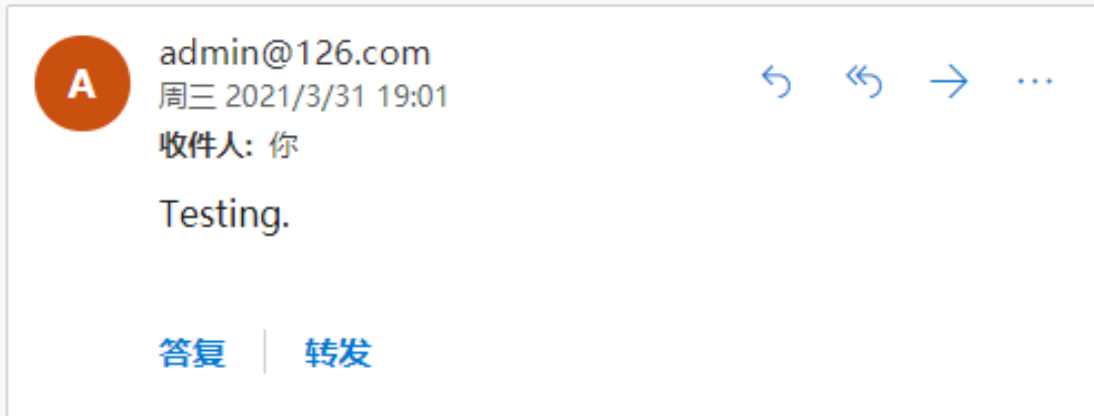 A
admin@126.com
周三 2021/3/31 19:01
收件人: 你
Testing.
答复
转发